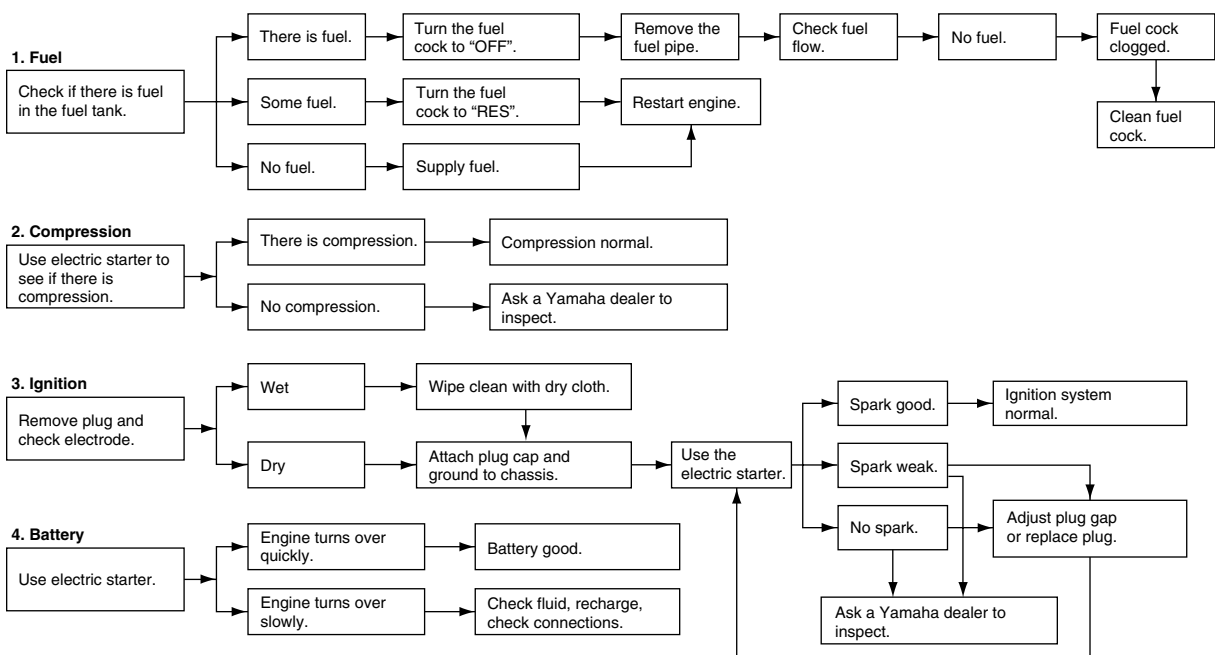 1. Fuel
Check if there is fuel
in the fuel tank.
There is fuel.
Turn the fuel
cock to “OFF”.
Remove the
fuel pipe.
Check fuel
flow.
No fuel.
Fuel cock
clogged.
Clean fuel
cock.
Some fuel.
Turn the fuel
cock to “RES”.
Restart engine.
No fuel.
Supply fuel.
2. Compression
Use electric starter to
see if there is
compression.
There is compression.
Compression normal.
No compression.
Ask a Yamaha dealer to
inspect.
3. Ignition
Remove plug and
check electrode.
Wet
Wipe clean with dry cloth.
Dry
Attach plug cap and
ground to chassis.
Use the
electric starter.
Spark good.
Ignition system
normal.
Spark weak.
No spark.
Adjust plug gap
or replace plug.
Ask a Yamaha dealer to
inspect.
4. Battery
Use electric starter.
Engine turns over
quickly.
Battery good.
Engine turns over
slowly.
Check fluid, recharge,
check connections.